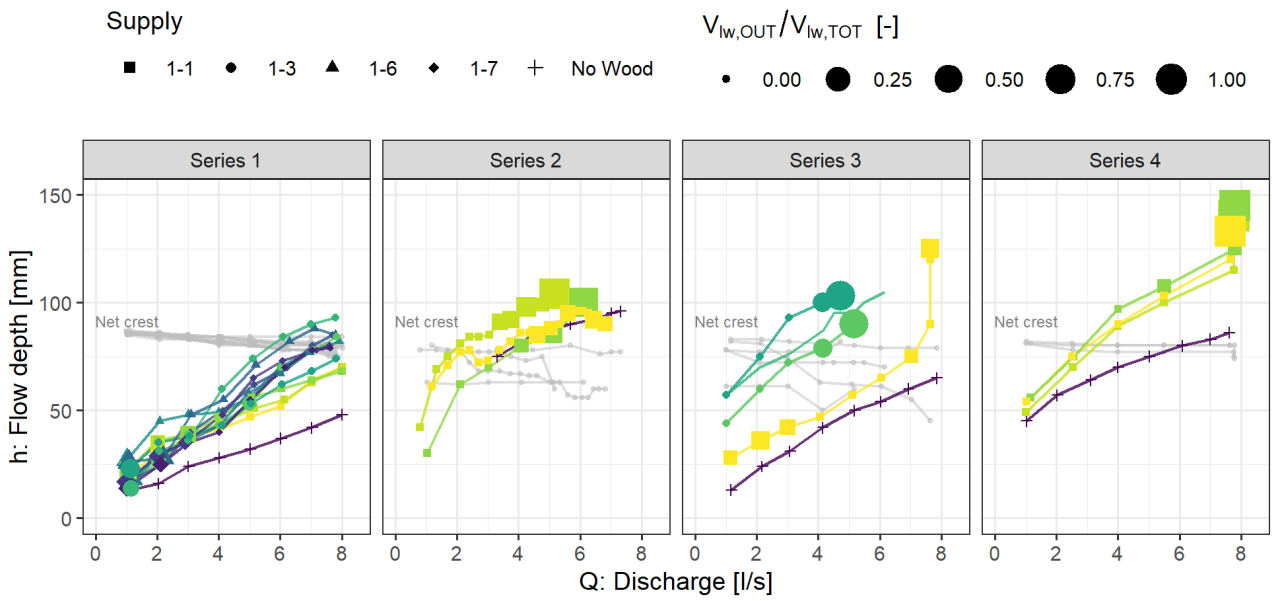 Supply
1-1 1-3 1-6 1-7 No Wood
V_lw,OUT/V_lw,TOT [-]
0.00 0.25 0.50 0.75 1.00
Series 1 Series 2 Series 3 Series 4
h: Flow depth [mm]
150
100
50
0
Net crest Net crest Net crest Net crest
0 2 4 6 8 0 2 4 6 8 0 2 4 6 8 0 2 4 6 8
Q: Discharge [l/s]